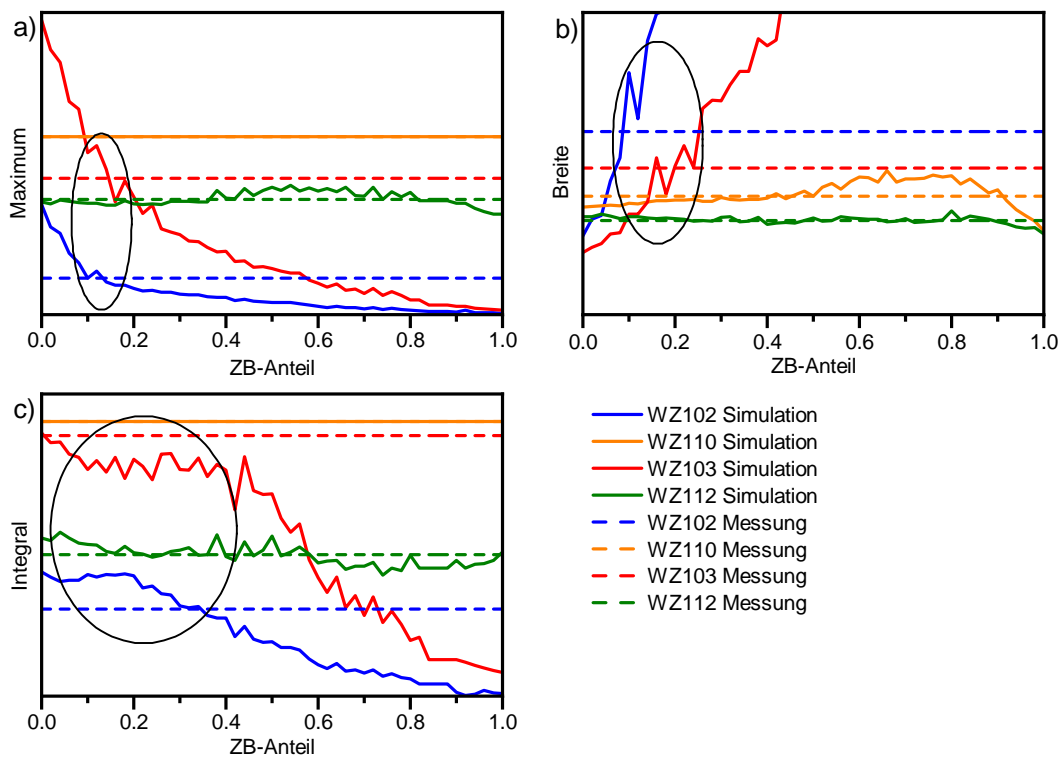 a)
Maximum
0.0 0.2 0.4 0.6 0.8 1.0
ZB-Anteil
b)
Breite
0.0 0.2 0.4 0.6 0.8 1.0
ZB-Anteil
c)
Integral
0.0 0.2 0.4 0.6 0.8 1.0
ZB-Anteil
WZ102 Simulation
WZ110 Simulation
WZ103 Simulation
WZ112 Simulation
WZ102 Messung
WZ110 Messung
WZ103 Messung
WZ112 Messung